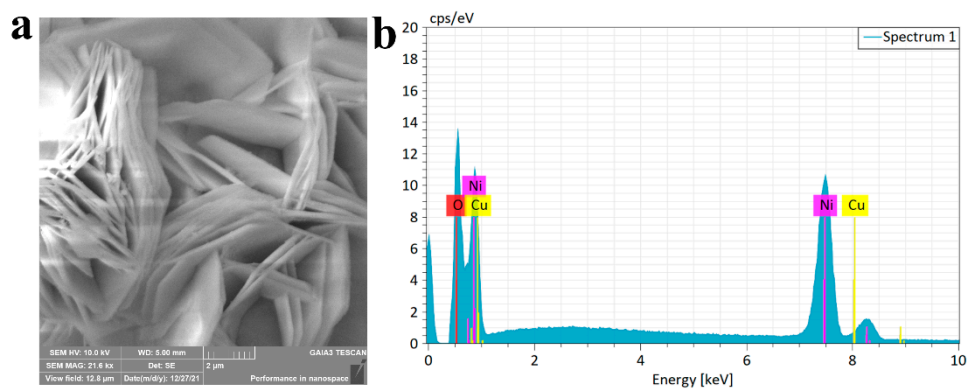 a
SEM HV: 10.0 kV WD: 5.00 mm GAIA3 TESCAN
SEM MAG: 21.6 kx Det: SE 2 µm
View field: 12.8 µm Date(m/d/y): 12/27/21 Performance in nanospace
b
cps/eV
Spectrum 1
20
18
16
14
12
10
8
6
4
2
0
Ni
O Cu
Ni Cu
0 2 4 6 8 10
Energy [keV]